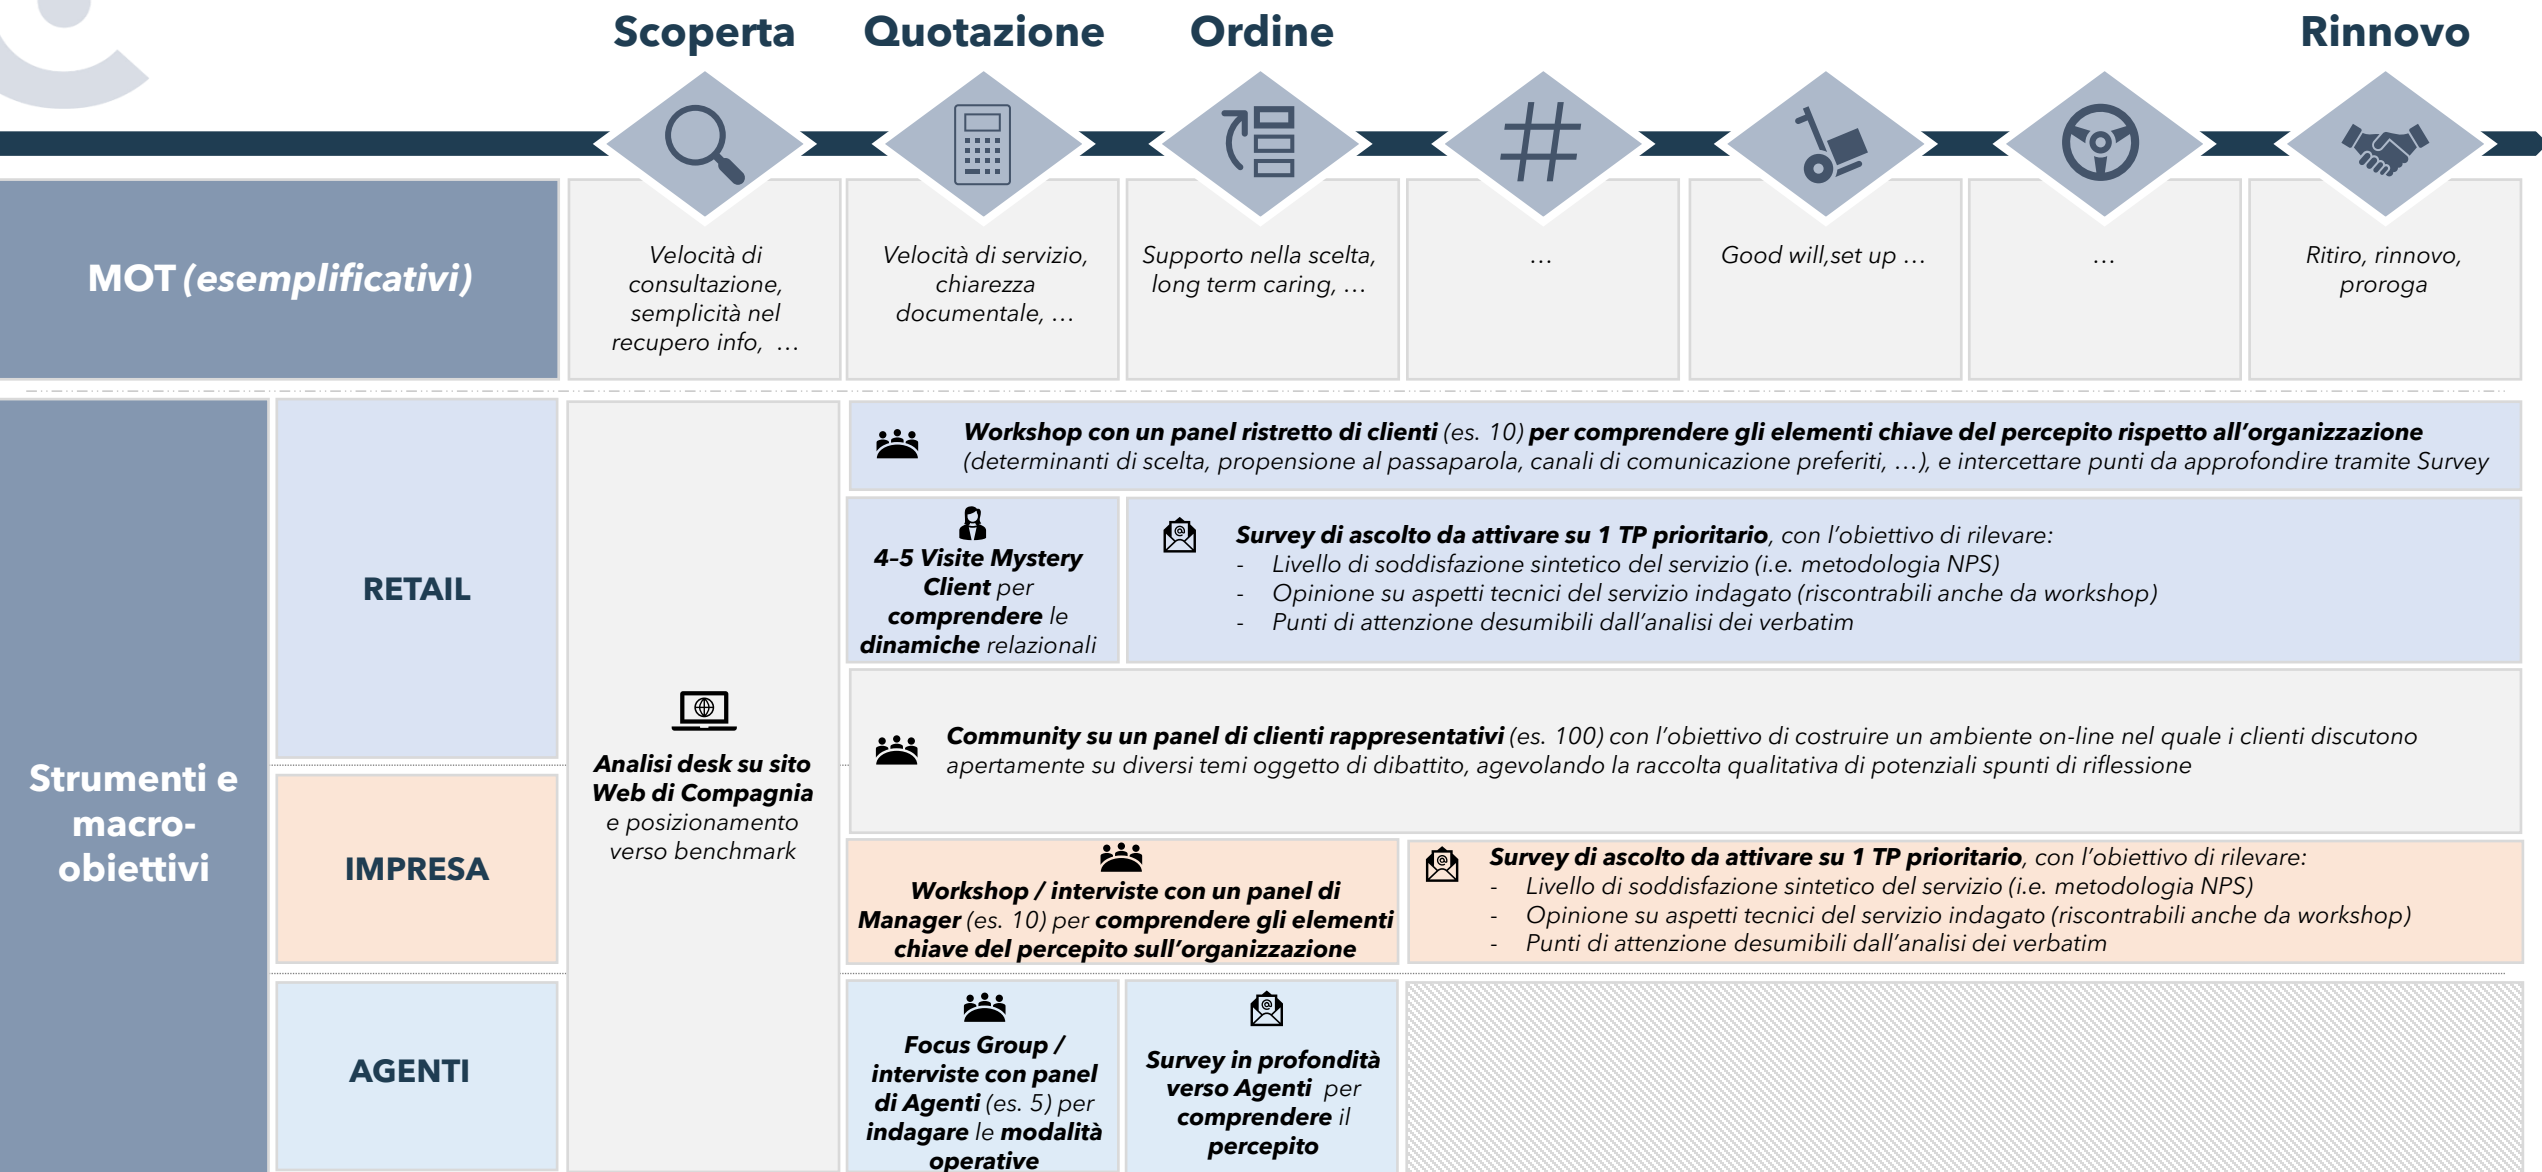 Scoperta
Quotazione
Ordine
Rinnovo
MOT (esemplificativi)
Velocità di
consultazione,
semplicità nel
recupero info, …
Velocità di servizio,
chiarezza
documentale, …
Supporto nella scelta,
long term caring, …
…
Good will,set up …
…
Ritiro, rinnovo,
proroga
Strumenti e
macro-
obiettivi
RETAIL
IMPRESA
AGENTI
Analisi desk su sito
Web di Compagnia
e posizionamento
verso benchmark
Workshop con un panel ristretto di clienti (es. 10) per comprendere gli elementi chiave del percepito rispetto all’organizzazione
(determinanti di scelta, propensione al passaparola, canali di comunicazione preferiti, …), e intercettare punti da approfondire tramite Survey
4–5 Visite Mystery
Client per
comprendere le
dinamiche relazionali
Survey di ascolto da attivare su 1 TP prioritario, con l’obiettivo di rilevare:
- Livello di soddisfazione sintetico del servizio (i.e. metodologia NPS)
- Opinione su aspetti tecnici del servizio indagato (riscontrabili anche da workshop)
- Punti di attenzione desumibili dall’analisi dei verbatim
Community su un panel di clienti rappresentativi (es. 100) con l’obiettivo di costruire un ambiente on-line nel quale i clienti discutono
apertamente su diversi temi oggetto di dibattito, agevolando la raccolta qualitativa di potenziali spunti di riflessione
Workshop / interviste con un panel di
Manager (es. 10) per comprendere gli elementi
chiave del percepito sull’organizzazione
Survey di ascolto da attivare su 1 TP prioritario, con l’obiettivo di rilevare:
- Livello di soddisfazione sintetico del servizio (i.e. metodologia NPS)
- Opinione su aspetti tecnici del servizio indagato (riscontrabili anche da workshop)
- Punti di attenzione desumibili dall’analisi dei verbatim
Focus Group /
interviste con panel
di Agenti (es. 5) per
indagare le modalità
operative
Survey in profondità
verso Agenti per
comprendere il
percepito